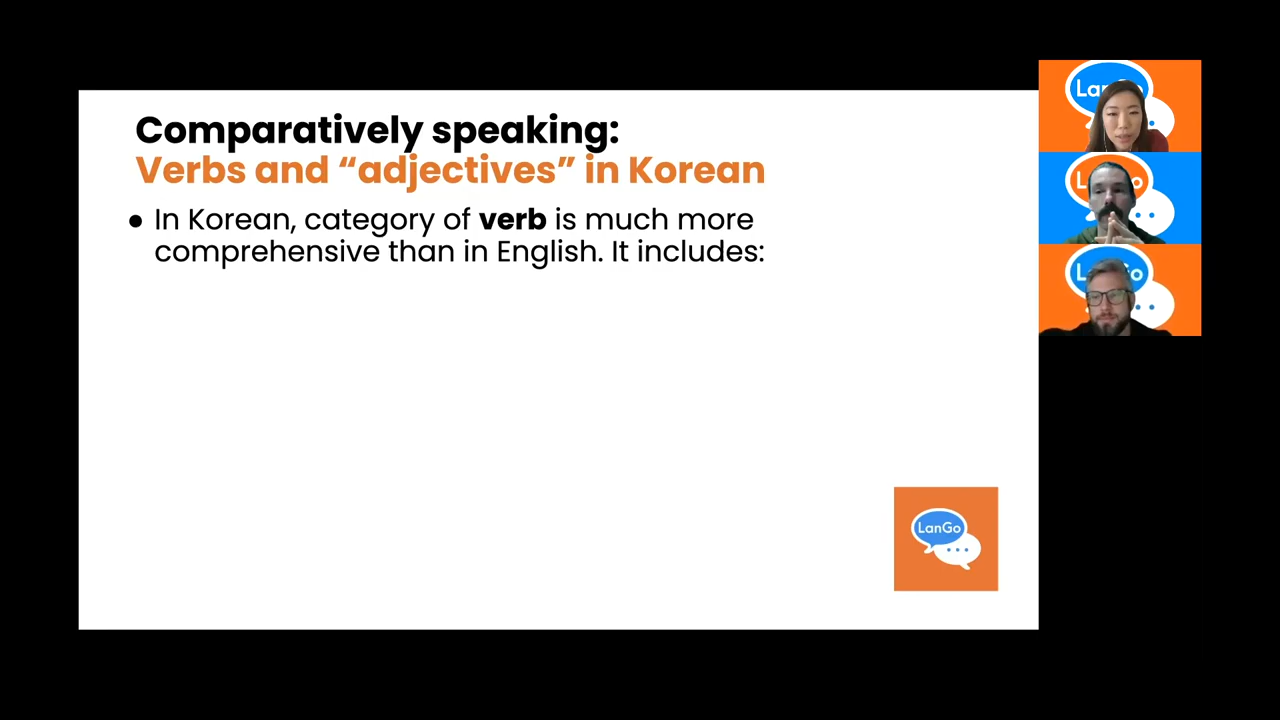 Comparatively speaking:
Verbs and “adjectives” in Korean
● In Korean, category of verb is much more
comprehensive than in English. It includes:
LanGo